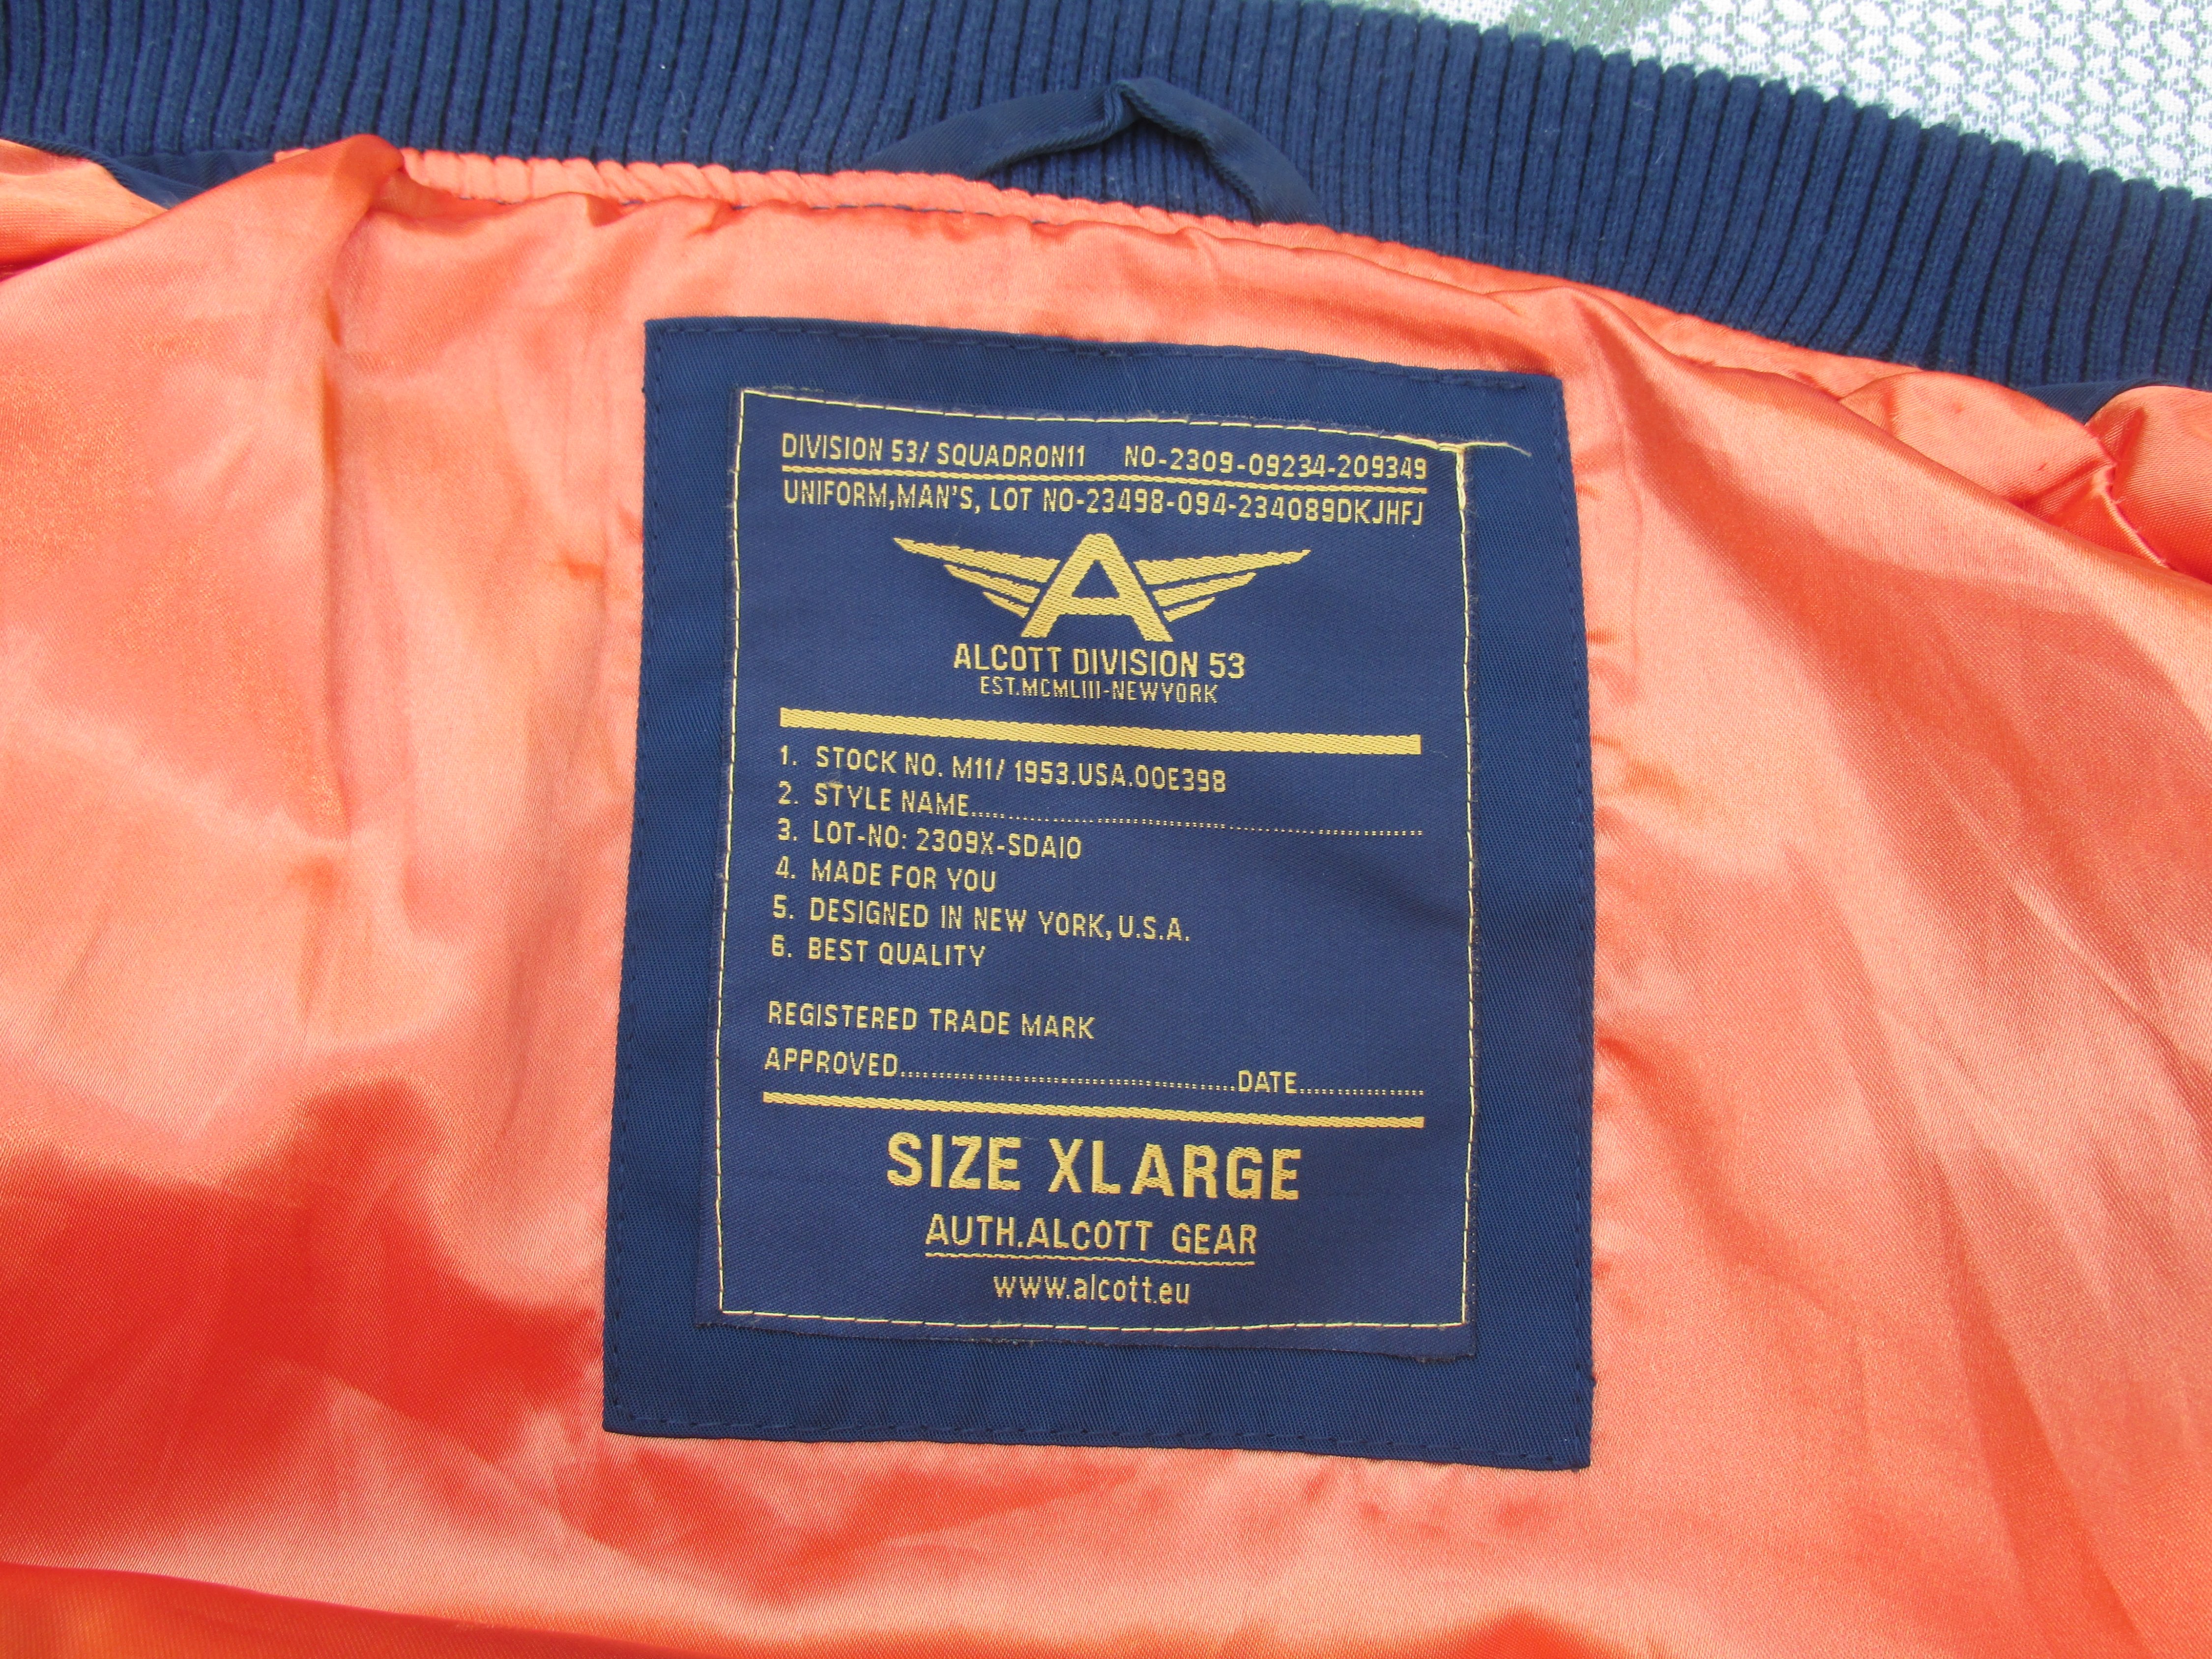 DIVISION 53/ SQUADRON11 NO-2309-09234-209349
UNIFORM,MAN'S, LOT NO-23498-094-234089DKJHFJ
A
ALCOTT DIVISION 53
EST.MCMLIII-NEWYORK
1. STOCK NO. M11/ 1953.USA.00E398
2. STYLE NAME................................................
3. LOT-NO: 2309X-SDAIO
4. MADE FOR YOU
5. DESIGNED IN NEW YORK, U.S.A.
6. BEST QUALITY
REGISTERED TRADE MARK
APPROVED....................................DATE..............
SIZE XLARGE
AUTH.ALCOTT GEAR
www.alcott.eu